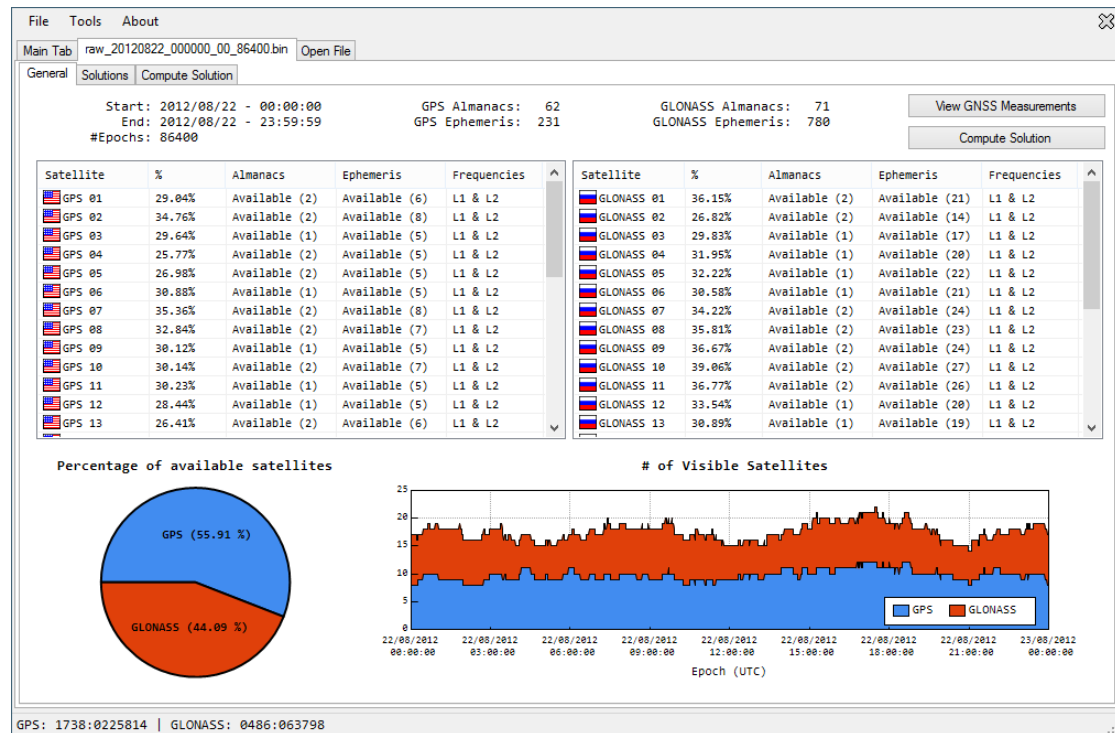 File Tools About
Main Tab raw_20120822_000000_00_86400.bin Open File
General Solutions Compute Solution
Start: 2012/08/22 - 00:00:00 GPS Almanacs: 62 GLONASS Almanacs: 71 View GNSS Measurements
End: 2012/08/22 - 23:59:59 GPS Ephemeris: 231 GLONASS Ephemeris: 780
#Epochs: 86400 Compute Solution
Satellite % Almanacs Ephemeris Frequencies
GPS 01 29.04% Available (2) Available (6) L1 & L2
GPS 02 34.76% Available (2) Available (8) L1 & L2
GPS 03 29.64% Available (1) Available (5) L1 & L2
GPS 04 25.77% Available (2) Available (5) L1 & L2
GPS 05 26.98% Available (2) Available (5) L1 & L2
GPS 06 30.88% Available (1) Available (5) L1 & L2
GPS 07 35.36% Available (2) Available (8) L1 & L2
GPS 08 32.84% Available (2) Available (7) L1 & L2
GPS 09 30.12% Available (1) Available (5) L1 & L2
GPS 10 30.14% Available (2) Available (7) L1 & L2
GPS 11 30.23% Available (1) Available (5) L1 & L2
GPS 12 28.44% Available (1) Available (5) L1 & L2
GPS 13 26.41% Available (2) Available (6) L1 & L2
Satellite % Almanacs Ephemeris Frequencies
GLONASS 01 36.15% Available (2) Available (21) L1 & L2
GLONASS 02 26.82% Available (2) Available (14) L1 & L2
GLONASS 03 29.83% Available (1) Available (17) L1 & L2
GLONASS 04 31.95% Available (1) Available (20) L1 & L2
GLONASS 05 32.22% Available (1) Available (22) L1 & L2
GLONASS 06 30.58% Available (1) Available (21) L1 & L2
GLONASS 07 34.22% Available (2) Available (24) L1 & L2
GLONASS 08 35.81% Available (2) Available (23) L1 & L2
GLONASS 09 36.67% Available (2) Available (24) L1 & L2
GLONASS 10 39.06% Available (2) Available (27) L1 & L2
GLONASS 11 36.77% Available (2) Available (26) L1 & L2
GLONASS 12 33.54% Available (1) Available (20) L1 & L2
GLONASS 13 30.89% Available (1) Available (19) L1 & L2
Percentage of available satellites
GPS (55.91 %)
GLONASS (44.09 %)
# of Visible Satellites
25
20
15
10
5
0
GPS GLONASS
22/08/2012 22/08/2012 22/08/2012 22/08/2012 22/08/2012 22/08/2012 22/08/2012 22/08/2012 23/08/2012
00:00:00 03:00:00 06:00:00 09:00:00 12:00:00 15:00:00 18:00:00 21:00:00 00:00:00
Epoch (UTC)
GPS: 1738:0225814 | GLONASS: 0486:063798